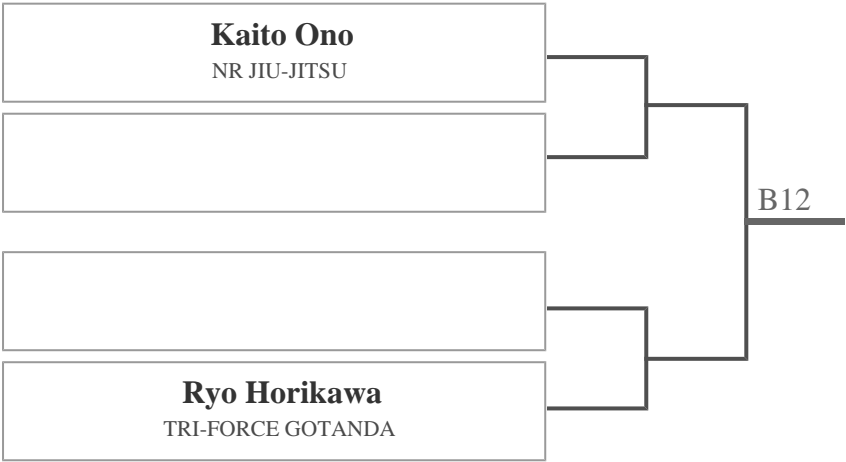 Kaito Ono
NR JIU-JITSU
B12
Ryo Horikawa
TRI-FORCE GOTANDA